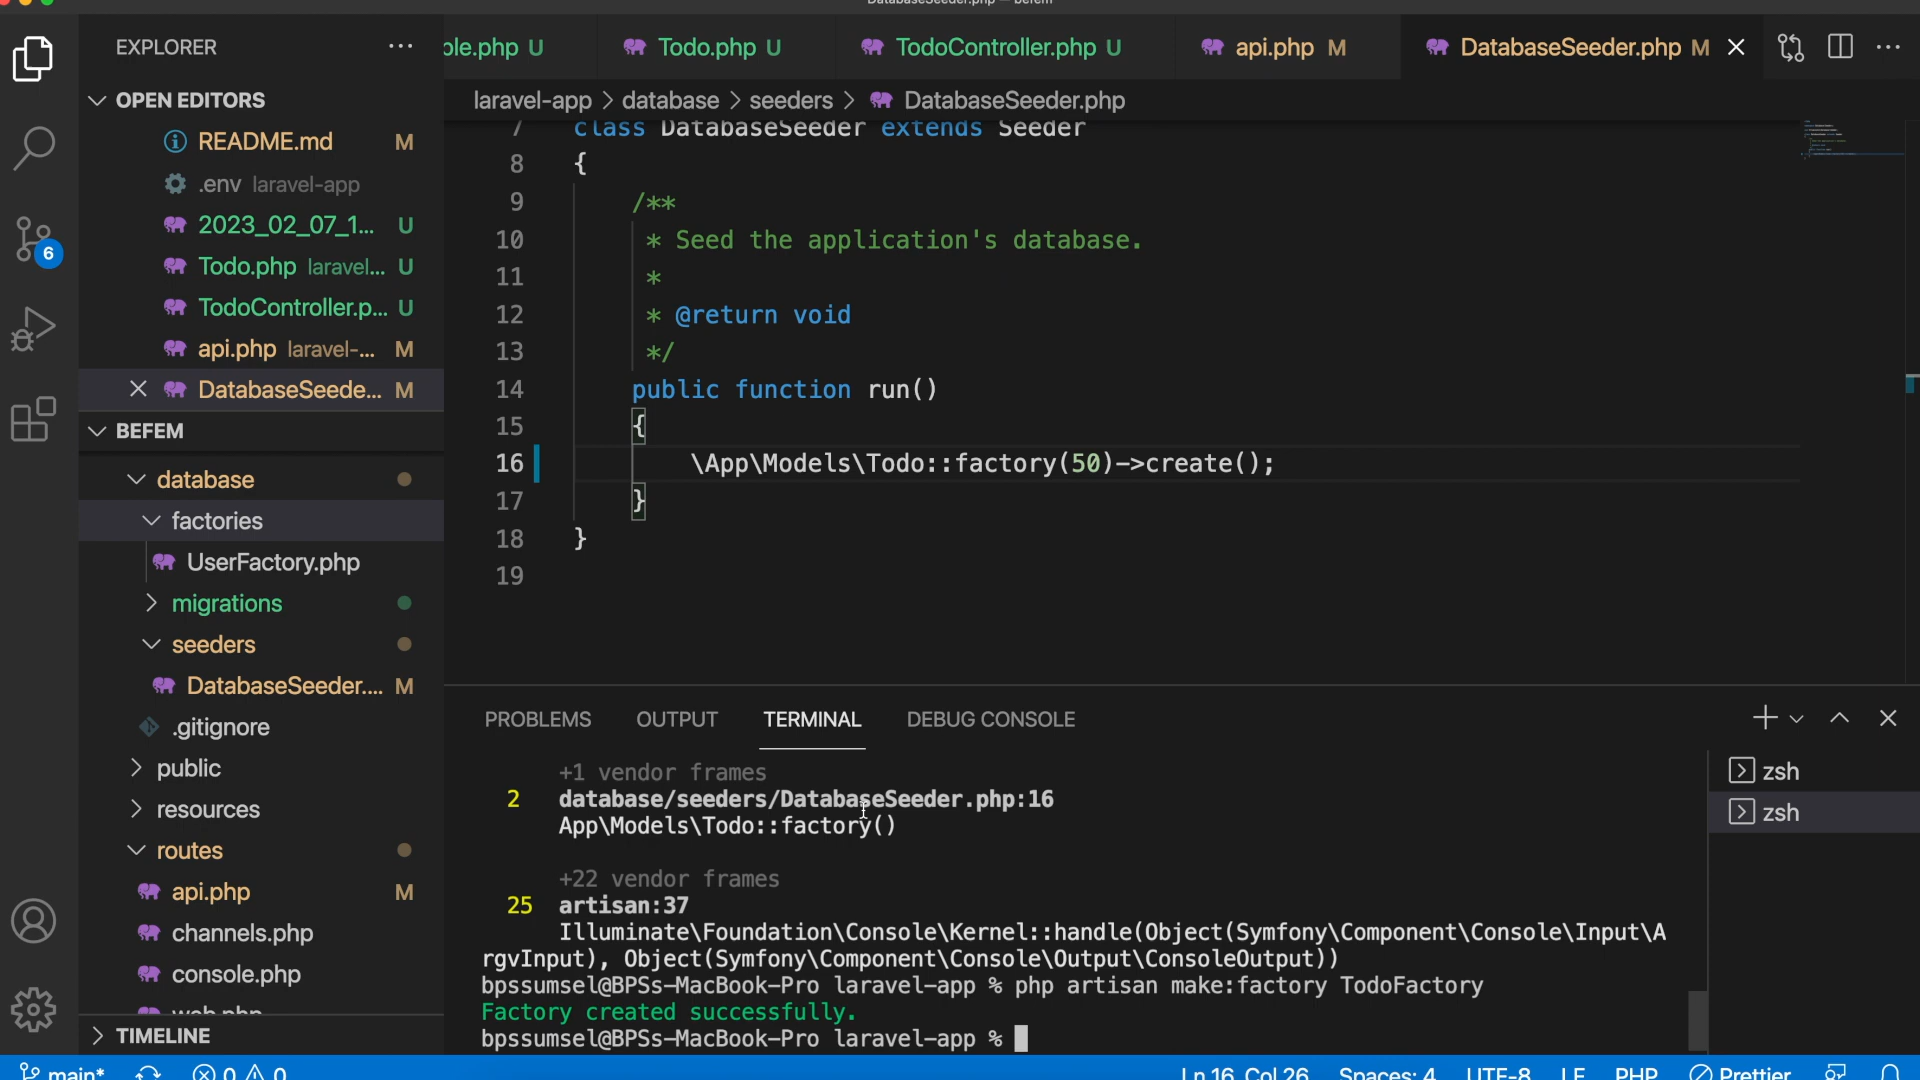 DatabaseSeeder.php — befem
EXPLORER
ole.php U
Todo.php U
TodoController.php U
api.php M
DatabaseSeeder.php M
OPEN EDITORS
README.md M
.env laravel-app
2023_02_07_1... U
Todo.php laravel... U
TodoController.p... U
api.php laravel-... M
DatabaseSeede... M
BEFEM
database
factories
UserFactory.php
migrations
seeders
DatabaseSeeder.... M
.gitignore
public
resources
routes
api.php M
channels.php
console.php
web.php
TIMELINE
6
laravel-app > database > seeders > DatabaseSeeder.php
7 class DatabaseSeeder extends Seeder
8 {
9 /**
10 * Seed the application's database.
11 *
12 * @return void
13 */
14 public function run()
15 {
16 \App\Models\Todo::factory(50)->create();
17 }
18 }
19
PROBLEMS OUTPUT TERMINAL DEBUG CONSOLE
+1 vendor frames
2 database/seeders/DatabaseSeeder.php:16
App\Models\Todo::factory()
+22 vendor frames
25 artisan:37
Illuminate\Foundation\Console\Kernel::handle(Object(Symfony\Component\Console\Input\A
rgvInput), Object(Symfony\Component\Console\Output\ConsoleOutput))
bpssumsel@BPSs-MacBook-Pro laravel-app % php artisan make:factory TodoFactory
Factory created successfully.
bpssumsel@BPSs-MacBook-Pro laravel-app %
zsh
zsh
main* 0 0 Ln 16, Col 26 Spaces: 4 UTF-8 LF PHP Prettier